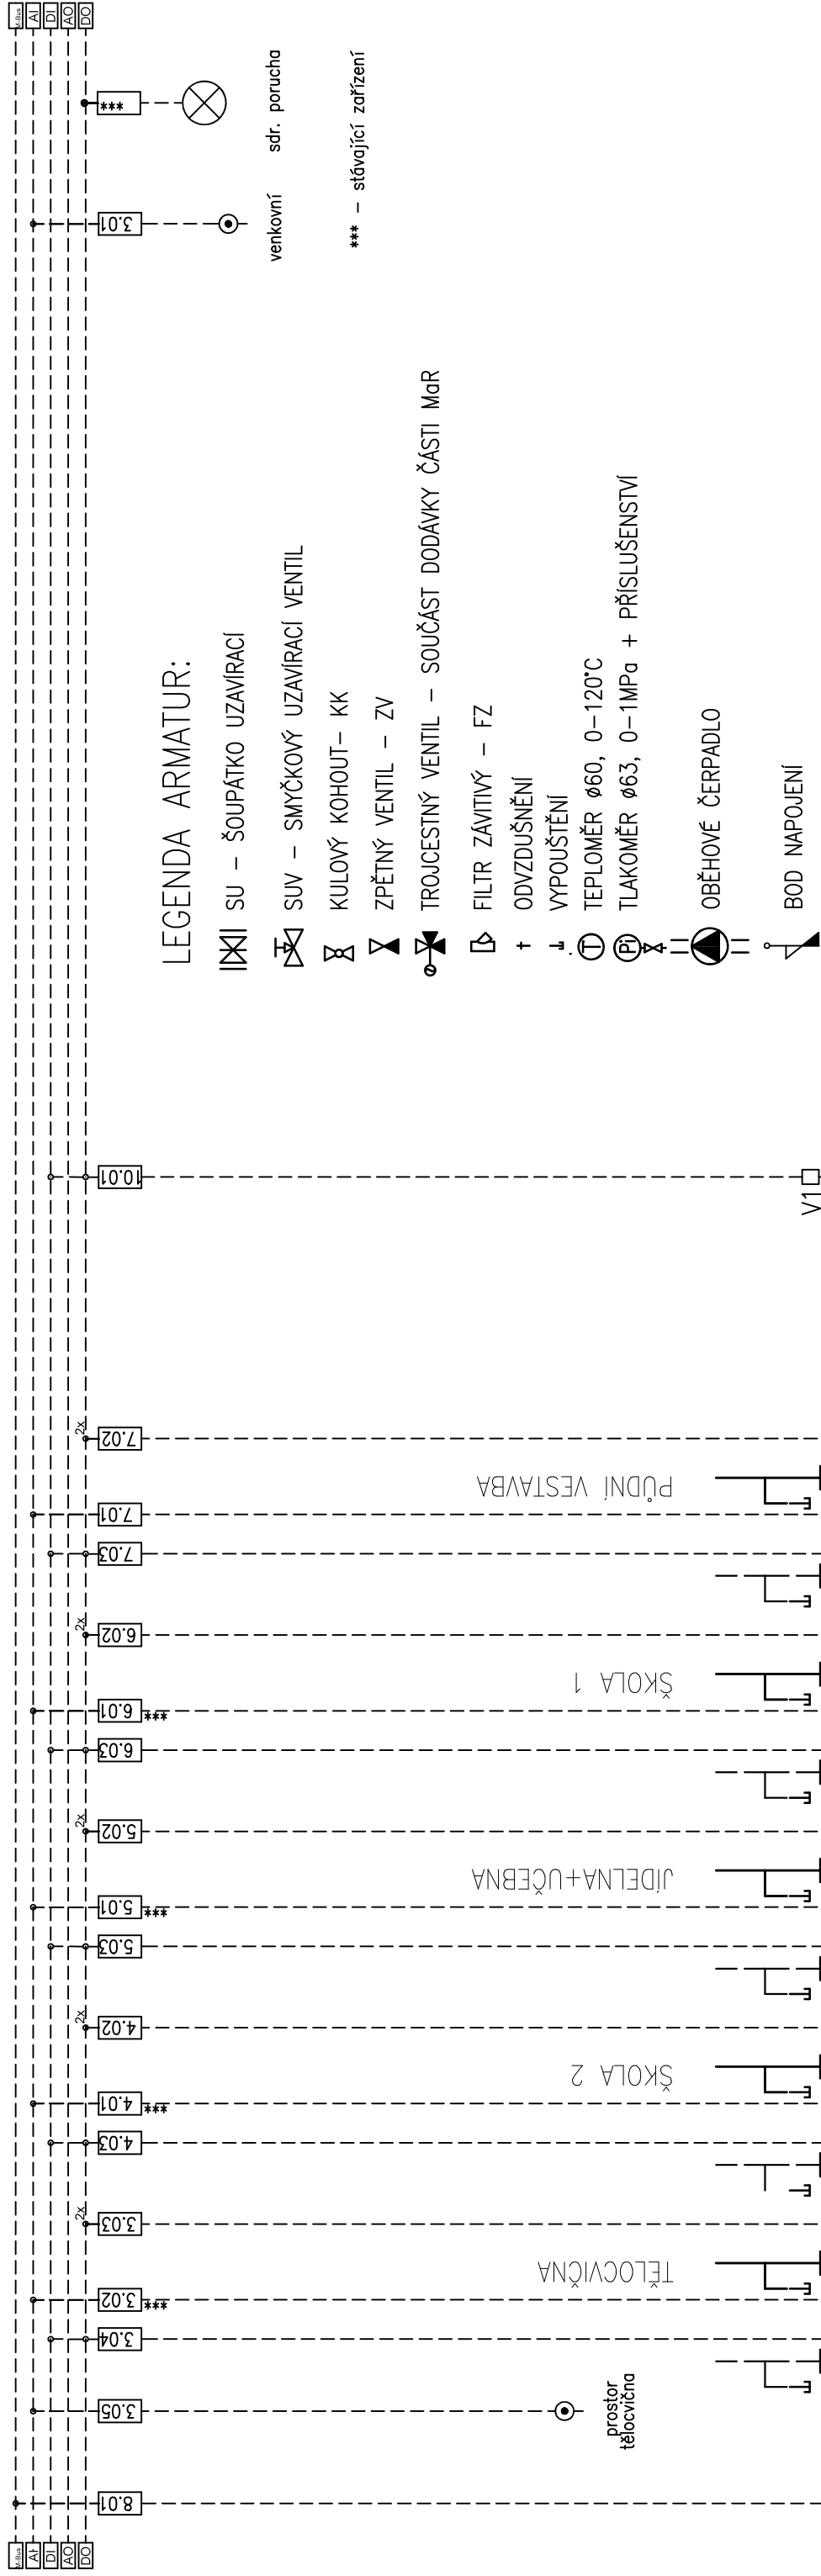 M-Bus
AI
DI
AO
DO
***
sdr. porucha
3.01
venkovní
*** – stávající zařízení
LEGENDA ARMATUR:
SU – ŠOUPÁTKO UZAVÍRACÍ
SUV – SMYČKOVÝ UZAVÍRACÍ VENTIL
KULOVÝ KOHOUT– KK
ZPĚTNÝ VENTIL – ZV
TROJCESTNÝ VENTIL – SOUČÁST DODÁVKY ČÁSTI MaR
FILTR ZÁVITIVÝ – FZ
ODVZDUŠNĚNÍ
VYPOUŠTĚNÍ
T
TEPLOMĚR ø60, 0–120°C
Pi
TLAKOMĚR ø63, 0–1MPa + PŘÍSLUŠENSTVÍ
OBĚHOVÉ ČERPADLO
BOD NAPOJENÍ
10.01
V1
2x
7.02
PŮDNÍ VESTAVBA
7.01
7.03
2x
6.02
ŠKOLA 1
6.01
***
6.03
2x
5.02
JÍDELNA+UČEBNA
5.01
***
5.03
2x
4.02
ŠKOLA 2
4.01
***
4.03
2x
3.03
TĚLOCVIČNA
3.02
***
3.04
3.05
prostor
tělocvična
8.01
M-Bus
AI
DI
AO
DO